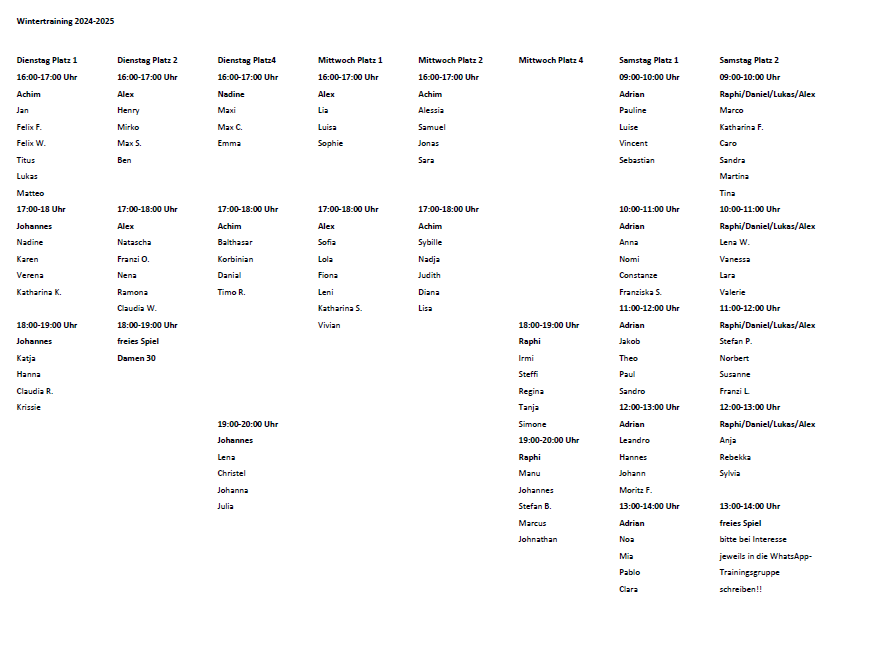 Wintertraining 2024-2025
Dienstag Platz 1 Dienstag Platz 2 Dienstag Platz4 Mittwoch Platz 1 Mittwoch Platz 2 Mittwoch Platz 4 Samstag Platz 1 Samstag Platz 2
16:00-17:00 Uhr 16:00-17:00 Uhr 16:00-17:00 Uhr 16:00-17:00 Uhr 16:00-17:00 Uhr 09:00-10:00 Uhr 09:00-10:00 Uhr
Achim Alex Nadine Alex Achim Adrian Raphi/Daniel/Lukas/Alex
Jan Henry Maxi Lia Alessia Pauline Marco
Felix F. Mirko Max C. Luisa Samuel Luise Katharina F.
Felix W. Max S. Emma Sophie Jonas Vincent Caro
Titus Ben Sara Sebastian Sandra
Lukas Martina
Matteo Tina
17:00-18 Uhr 17:00-18:00 Uhr 17:00-18:00 Uhr 17:00-18:00 Uhr 17:00-18:00 Uhr 10:00-11:00 Uhr 10:00-11:00 Uhr
Johannes Alex Achim Alex Achim Adrian Raphi/Daniel/Lukas/Alex
Nadine Natascha Balthasar Sofia Sybille Anna Lena W.
Karen Franzi O. Korbinian Lola Nadja Nomi Vanessa
Verena Nena Danial Fiona Judith Constanze Lara
Katharina K. Ramona Timo R. Leni Diana Franziska S. Valerie
Claudia W. Katharina S. Lisa 11:00-12:00 Uhr 11:00-12:00 Uhr
18:00-19:00 Uhr 18:00-19:00 Uhr Vivian 18:00-19:00 Uhr Adrian Raphi/Daniel/Lukas/Alex
Johannes freies Spiel Raphi Jakob Stefan P.
Katja Damen 30 Irmi Theo Norbert
Hanna Steffi Paul Susanne
Claudia R. Regina Sandro Franzi L.
Krissie Tanja 12:00-13:00 Uhr 12:00-13:00 Uhr
19:00-20:00 Uhr Simone Adrian Raphi/Daniel/Lukas/Alex
Johannes 19:00-20:00 Uhr Leandro Anja
Lena Raphi Hannes Rebekka
Christel Manu Johann Sylvia
Johanna Johannes Moritz F.
Julia Stefan B. 13:00-14:00 Uhr 13:00-14:00 Uhr
Marcus Adrian freies Spiel
Johnathan Noa bitte bei Interesse
Mia jeweils in die WhatsApp-
Pablo Trainingsgruppe
Clara schreiben!!